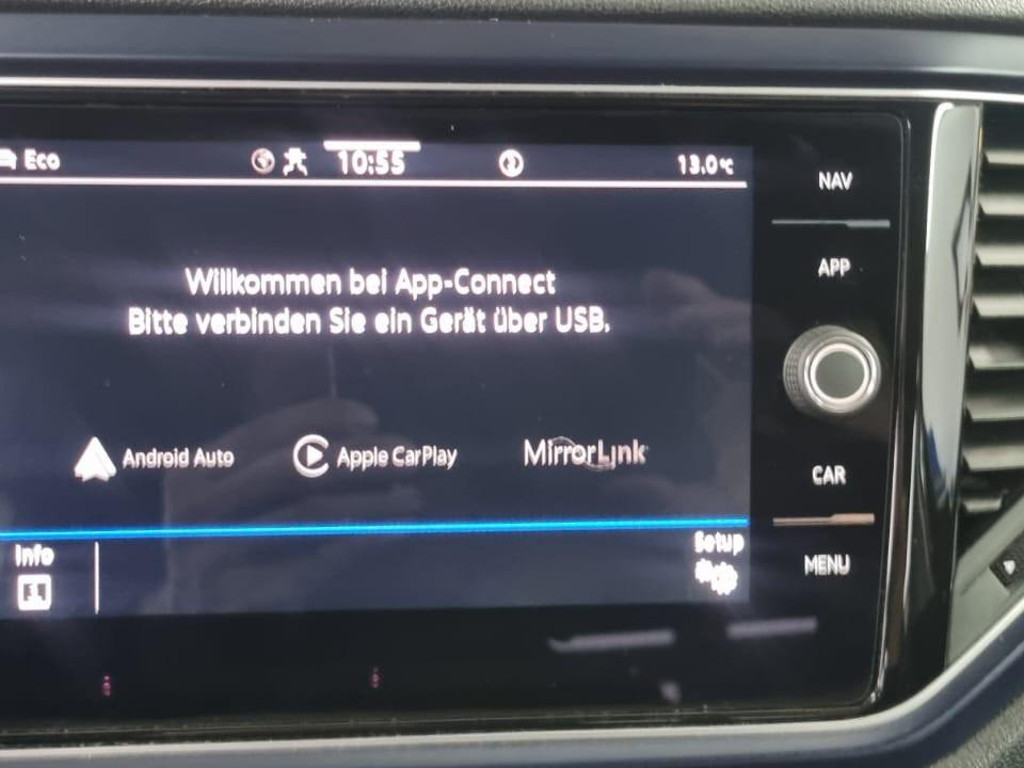 Eco 10:55 13.0°C
NAV
Willkommen bei App-Connect
APP
Bitte verbinden Sie ein Gerät über USB.
Android Auto Apple CarPlay MirrorLink
CAR
Info Setup
MENU